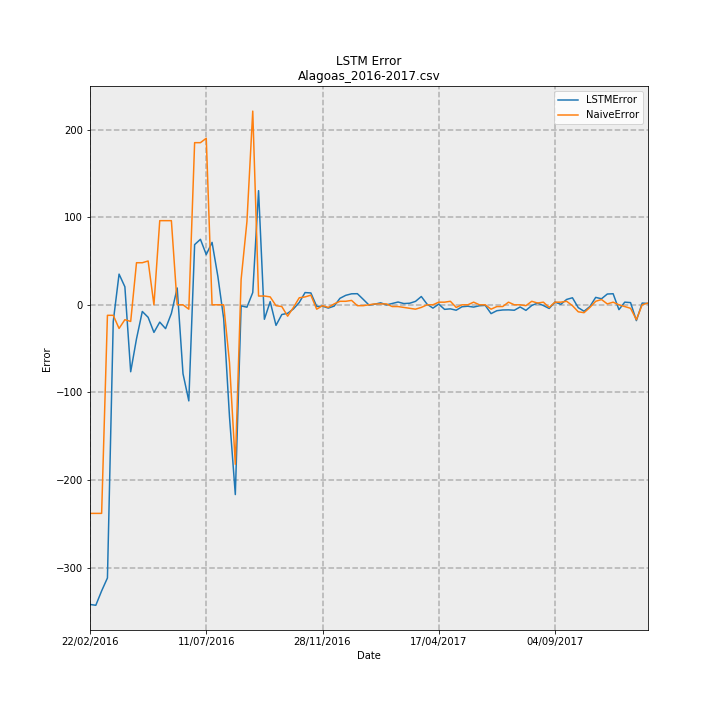 LSTM Error
Alagoas_2016-2017.csv
LSTMError
NaiveError
200
100
0
−100
−200
−300
Error
22/02/2016
11/07/2016
28/11/2016
17/04/2017
04/09/2017
Date